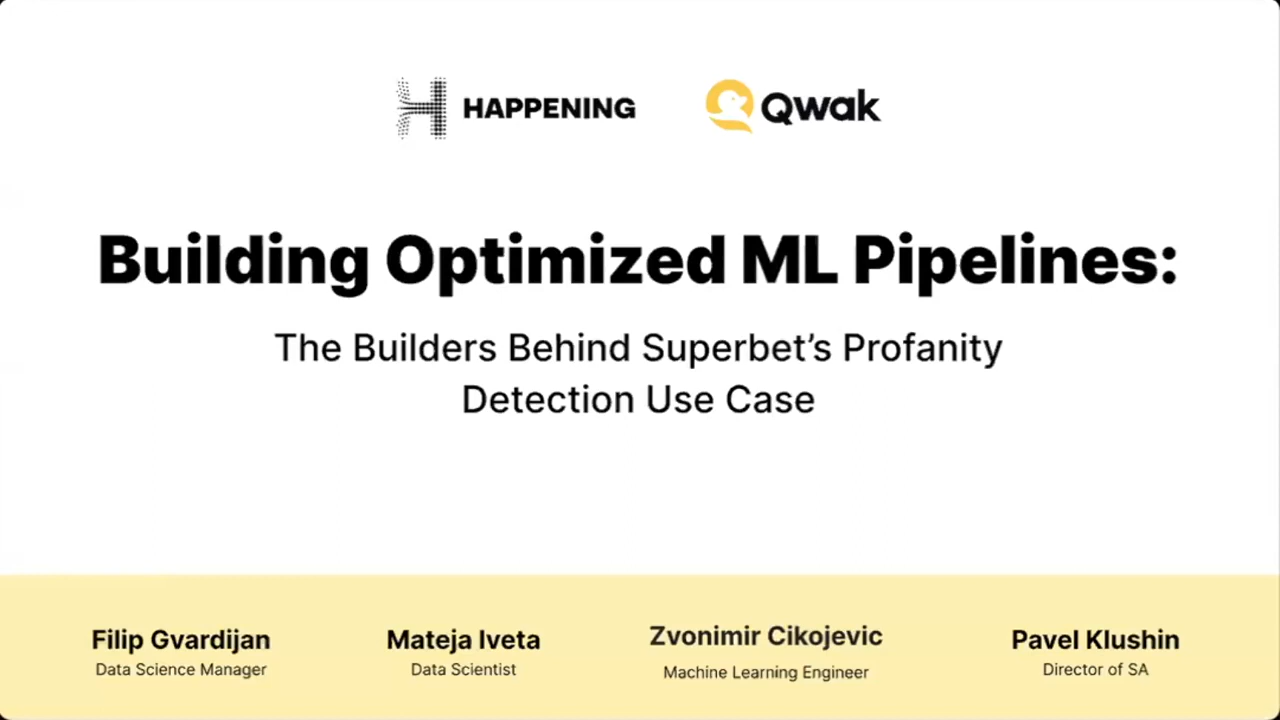 HAPPENING
Qwak
Building Optimized ML Pipelines:
The Builders Behind Superbet’s Profanity
Detection Use Case
Filip Gvardijan
Data Science Manager
Mateja Iveta
Data Scientist
Zvonimir Cikojevic
Machine Learning Engineer
Pavel Klushin
Director of SA